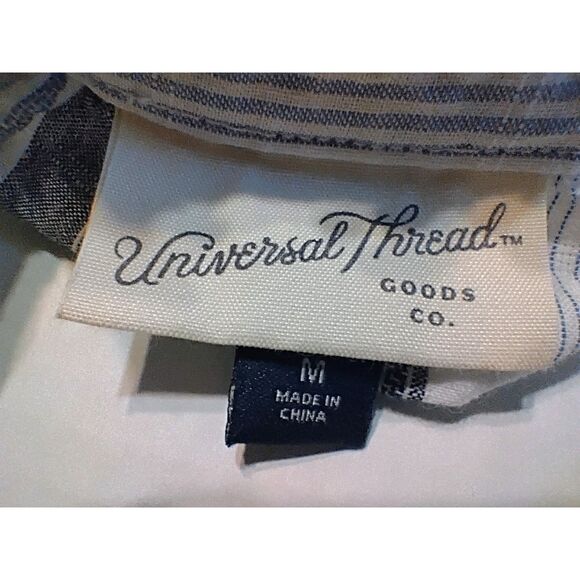 Universal Thread™
GOODS
CO.
M
MADE IN
CHINA